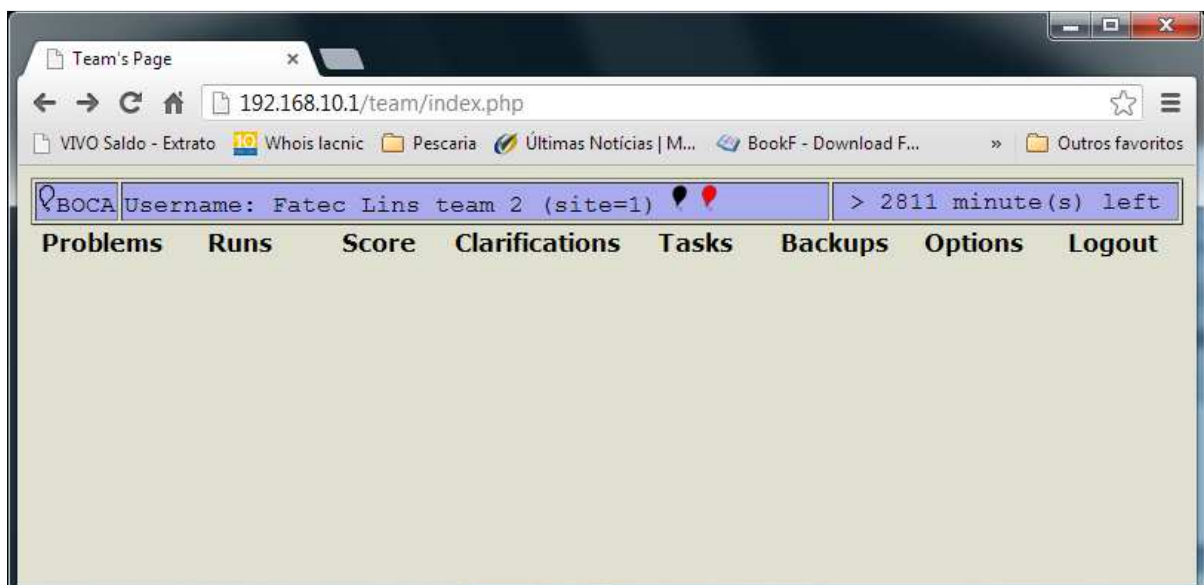 Team's Page
192.168.10.1/team/index.php
VIVO Saldo - Extrato Whois lacnic Pescaria Últimas Notícias | M... BookF - Download F... » Outros favoritos
BOCA Username: Fatec Lins team 2 (site=1) > 2811 minute(s) left
Problems Runs Score Clarifications Tasks Backups Options Logout